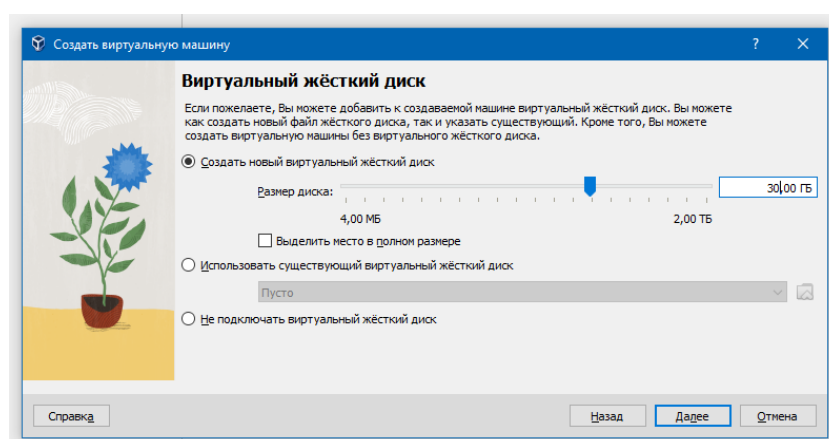 Создать виртуальную машину
Виртуальный жёсткий диск
Если пожелаете, Вы можете добавить к создаваемой машине виртуальный жёсткий диск. Вы можете
как создать новый файл жёсткого диска, так и указать существующий. Кроме того, Вы можете
создать виртуальную машины без виртуального жёсткого диска.
Создать новый виртуальный жёсткий диск
Размер диска: 30,00 ГБ
4,00 МБ 2,00 ТБ
Выделить место в полном размере
Использовать существующий виртуальный жёсткий диск
Пусто
Не подключать виртуальный жёсткий диск
Справка Назад Далее Отмена